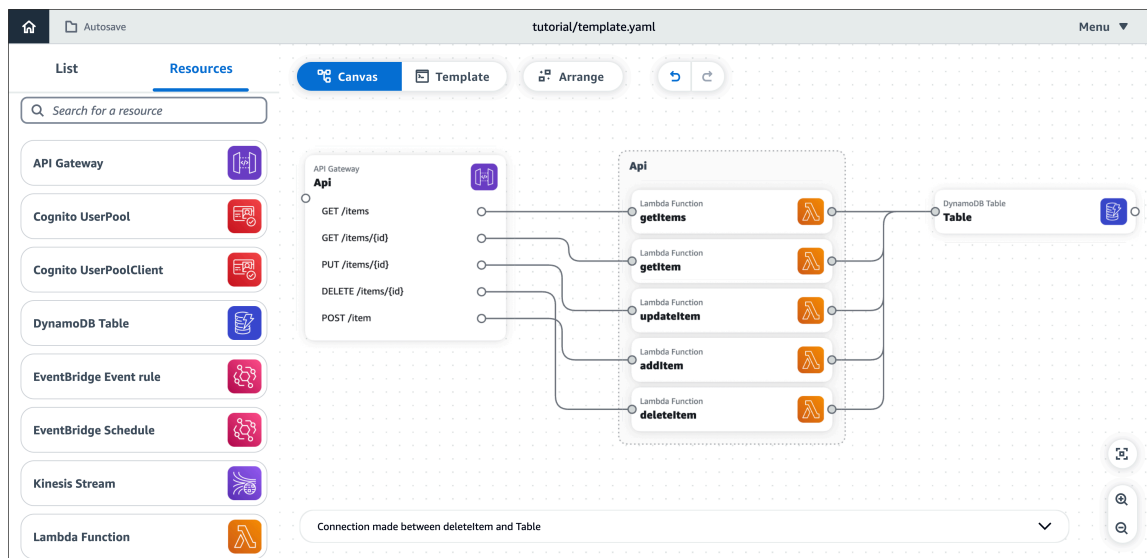 Autosave
tutorial/template.yaml
Menu
List
Resources
Search for a resource
API Gateway
Cognito UserPool
Cognito UserPoolClient
DynamoDB Table
EventBridge Event rule
EventBridge Schedule
Kinesis Stream
Lambda Function
Canvas
Template
Arrange
API Gateway
Api
GET /items
GET /items/{id}
PUT /items/{id}
DELETE /items/{id}
POST /item
Api
Lambda Function
getItems
Lambda Function
getItem
Lambda Function
updateItem
Lambda Function
addItem
Lambda Function
deleteItem
DynamoDB Table
Table
Connection made between deleteItem and Table